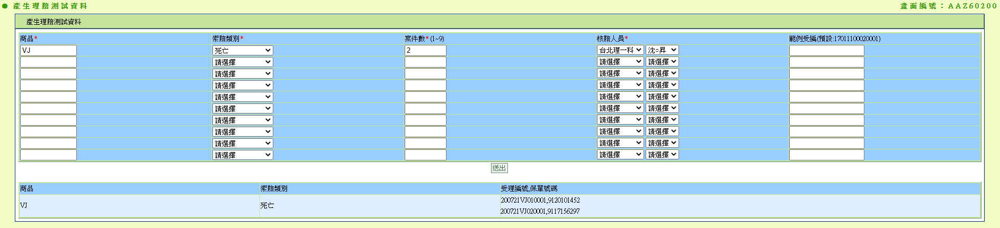 ● 產生理賠測試資料 畫面編號：AAZ60200
產生理賠測試資料
商品* 索賠類別* 案件數*(1~9) 核賠人員* 範例受編(預設:17011100020001)
VJ 死亡 2 台北理一科 沈○昇
請選擇 請選擇 請選擇
請選擇 請選擇 請選擇
請選擇 請選擇 請選擇
請選擇 請選擇 請選擇
請選擇 請選擇 請選擇
請選擇 請選擇 請選擇
請選擇 請選擇 請選擇
請選擇 請選擇 請選擇
請選擇 請選擇 請選擇
送出
商品 索賠類別 受理編號,保單號碼
VJ 死亡 200721VJ010001,9120101452
200721VJ020001,9117156297